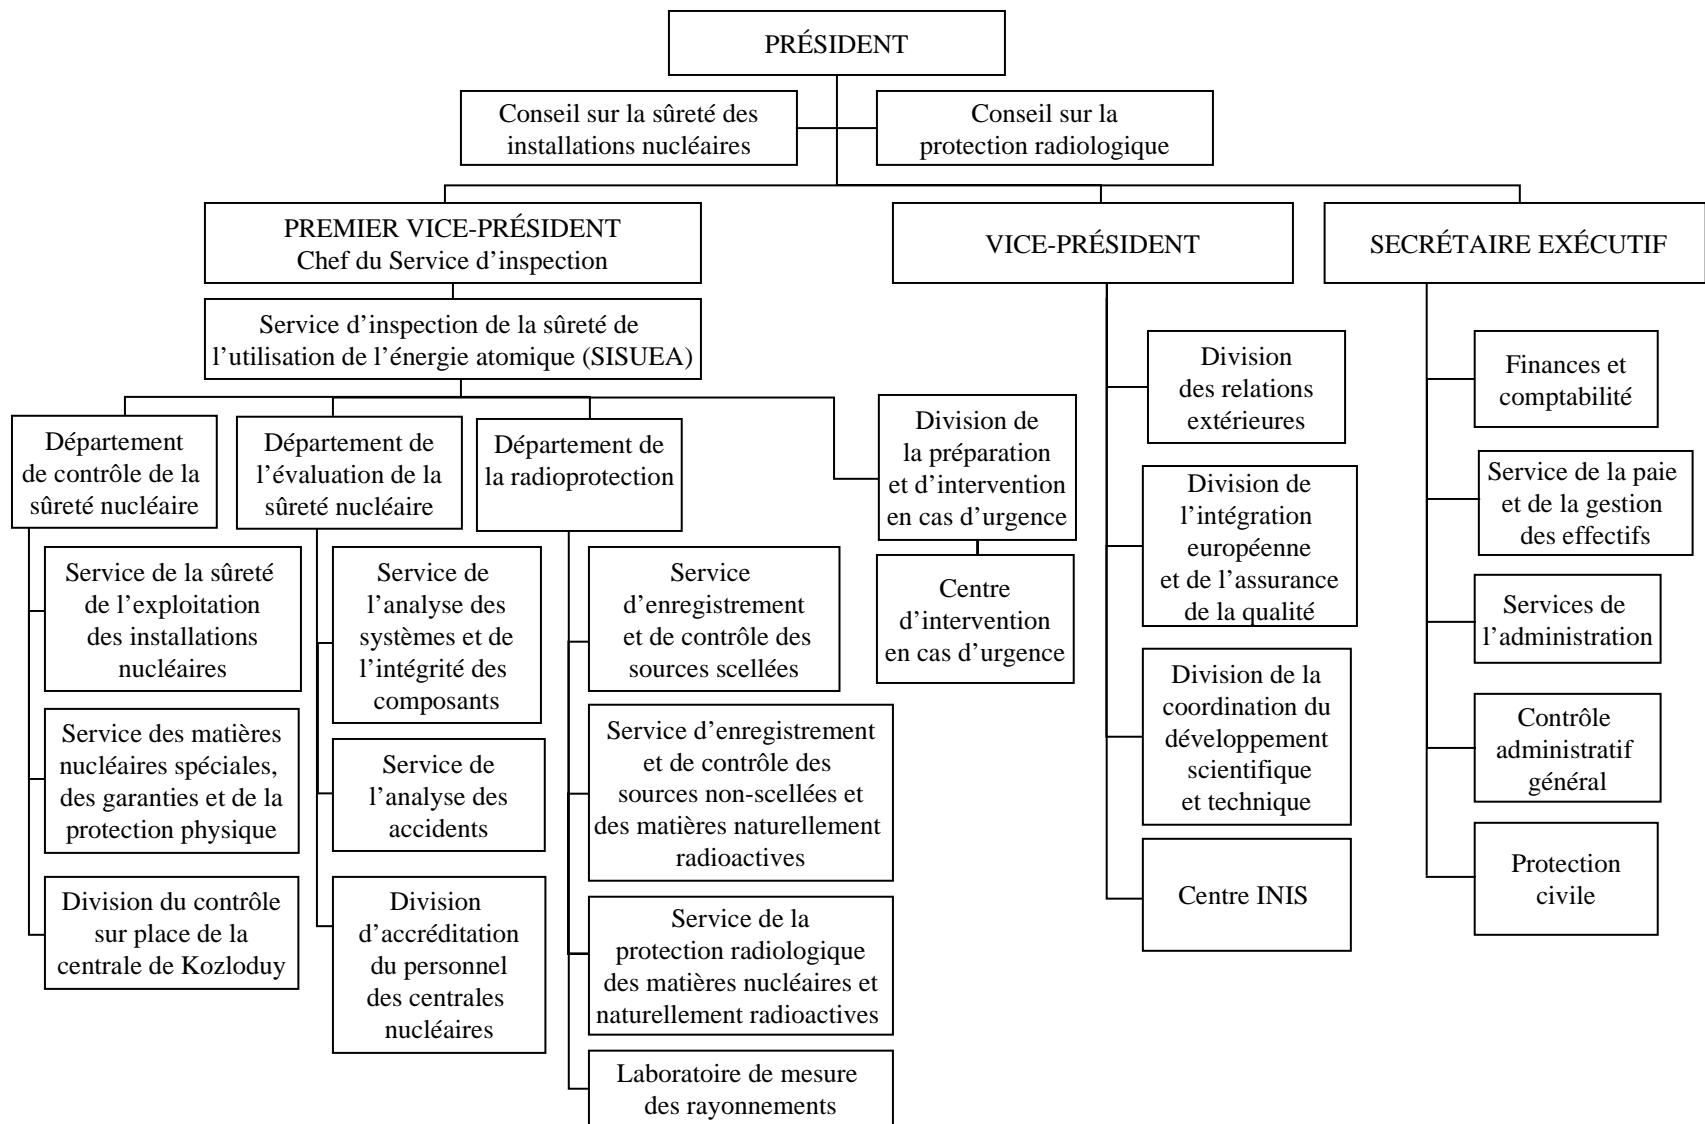 PRÉSIDENT
Conseil sur la sûreté des
installations nucléaires
Conseil sur la
protection radiologique
PREMIER VICE-PRÉSIDENT
Chef du Service d’inspection
VICE-PRÉSIDENT
SECRÉTAIRE EXÉCUTIF
Service d’inspection de la sûreté de
l’utilisation de l’énergie atomique (SISUEA)
Département
de contrôle de la
sûreté nucléaire
Département de
l’évaluation de la
sûreté nucléaire
Département de
la radioprotection
Division de
la préparation
et d’intervention
en cas d’urgence
Service de la sûreté
de l’exploitation
des installations
nucléaires
Service des matières
nucléaires spéciales,
des garanties et de la
protection physique
Division du contrôle
sur place de la
centrale de Kozloduy
Service de
l’analyse des
systèmes et de
l’intégrité des
composants
Service de
l’analyse des
accidents
Division
d’accréditation
du personnel
des centrales
nucléaires
Service
d’enregistrement
et de contrôle des
sources scellées
Service d’enregistrement
et de contrôle des
sources non-scellées et
des matières naturellement
radioactives
Service de la
protection radiologique
des matières nucléaires et
naturellement radioactives
Laboratoire de mesure
des rayonnements
Centre
d’intervention
en cas d’urgence
Division
des relations
extérieures
Division de
l’intégration
européenne
et de l’assurance
de la qualité
Division de la
coordination du
développement
scientifique
et technique
Centre INIS
Finances et
comptabilité
Service de la paie
et de la gestion
des effectifs
Services de
l’administration
Contrôle
administratif
général
Protection
civile